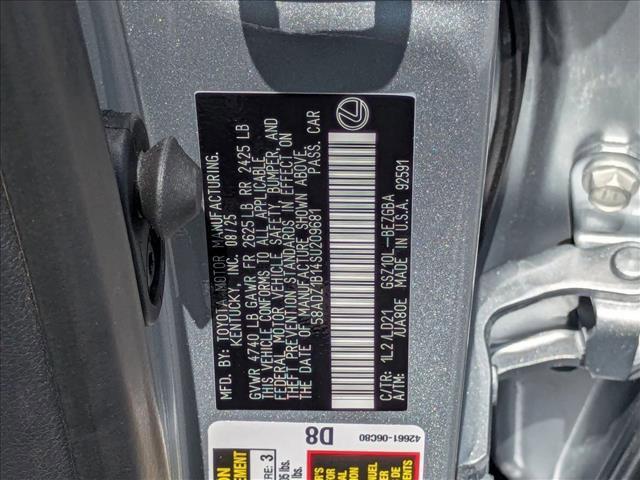 MFD. BY: TOYOTA MOTOR MANUFACTURING.
KENTUCKY, INC. 08/25
GVWR 4740 LB GAWR FR 2625 LB RR 2425 LB
THIS VEHICLE CONFORMS TO ALL APPLICABLE
FEDERAL MOTOR VEHICLE SAFETY, BUMPER, AND
THEFT PREVENTION STANDARDS IN EFFECT ON
THE DATE OF MANUFACTURE SHOWN ABOVE.
58ADZ1B14SU209681 PASS. CAR
C/TR: 1L2/LD21 GSZ10L-BEZGBA
A/TM: /UA80E MADE IN U.S.A. 92591
D8
42661-06C80